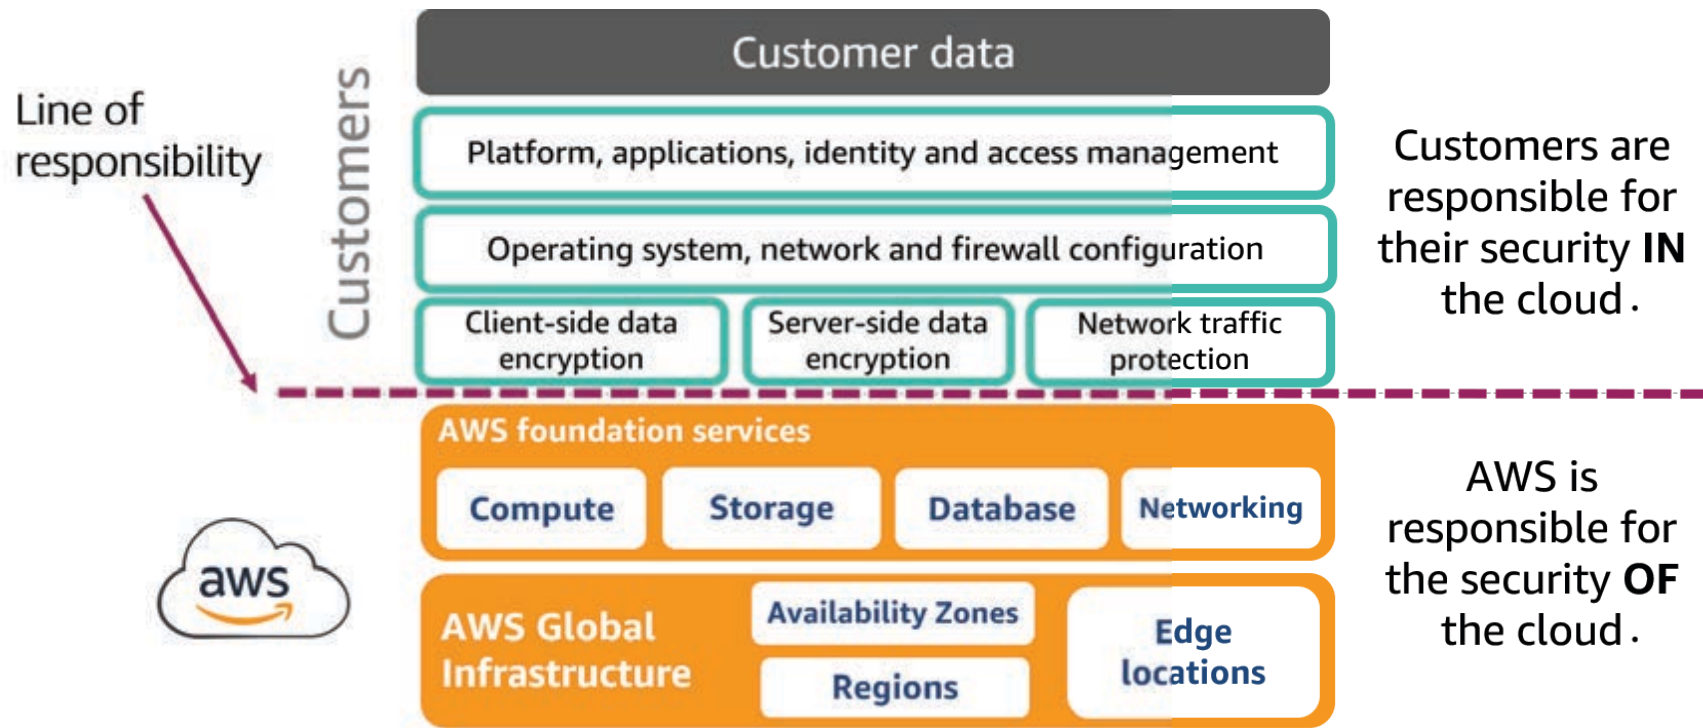 Customer data
Line of
responsibility
Customers
Platform, applications, identity and access management
Operating system, network and firewall configuration
Client-side data
encryption
Server-side data
encryption
Network traffic
protection
Customers are
responsible for
their security IN
the cloud.
AWS foundation services
Compute
Storage
Database
Networking
aws
AWS Global
Infrastructure
Availability Zones
Regions
Edge
locations
AWS is
responsible for
the security OF
the cloud.